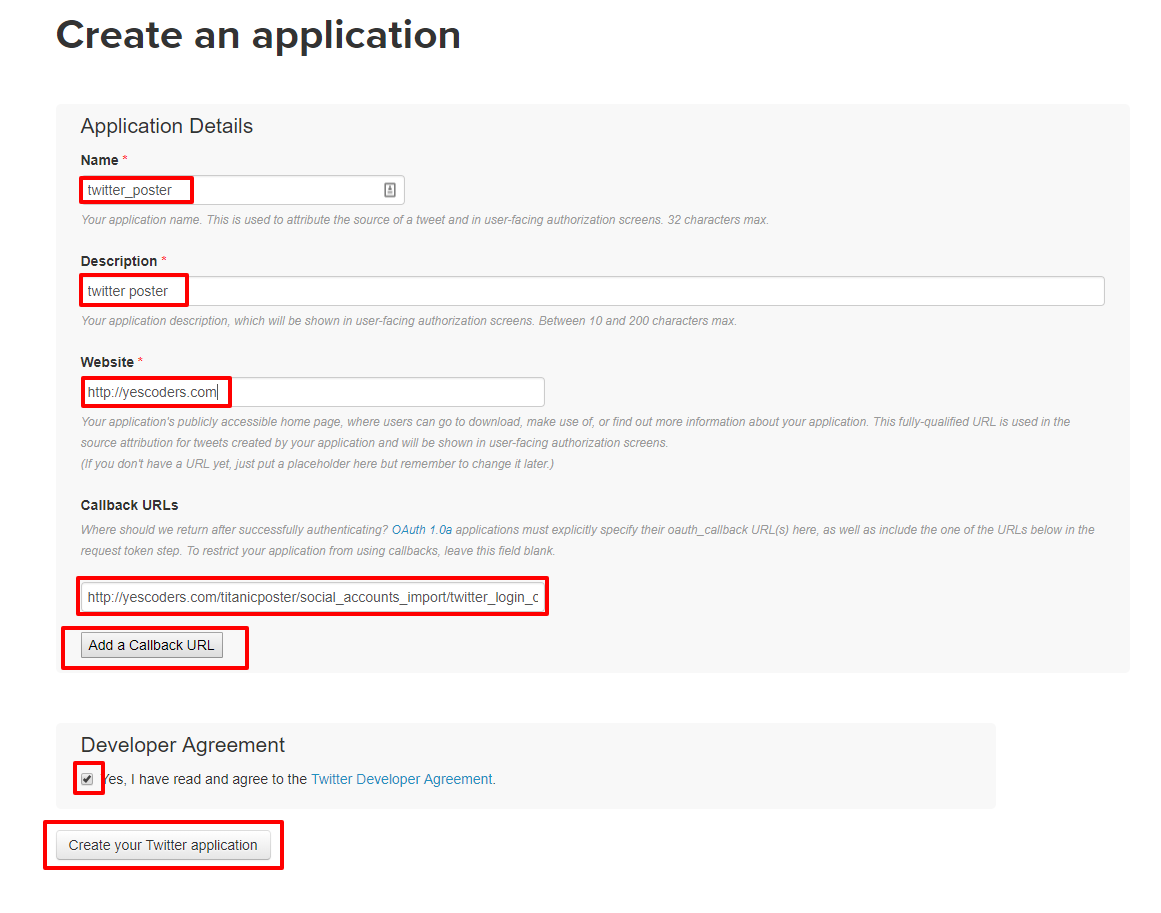 Create an application
Application Details
Name *
twitter_poster
Your application name. This is used to attribute the source of a tweet and in user-facing authorization screens. 32 characters max.
Description *
twitter poster
Your application description, which will be shown in user-facing authorization screens. Between 10 and 200 characters max.
Website *
http://yescoders.com
Your application's publicly accessible home page, where users can go to download, make use of, or find out more information about your application. This fully-qualified URL is used in the
source attribution for tweets created by your application and will be shown in user-facing authorization screens.
(If you don't have a URL yet, just put a placeholder here but remember to change it later.)
Callback URLs
Where should we return after successfully authenticating? OAuth 1.0a applications must explicitly specify their oauth_callback URL(s) here, as well as include the one of the URLs below in the
request token step. To restrict your application from using callbacks, leave this field blank.
http://yescoders.com/titanicposter/social_accounts_import/twitter_login_c
Add a Callback URL
Developer Agreement
Yes, I have read and agree to the Twitter Developer Agreement.
Create your Twitter application